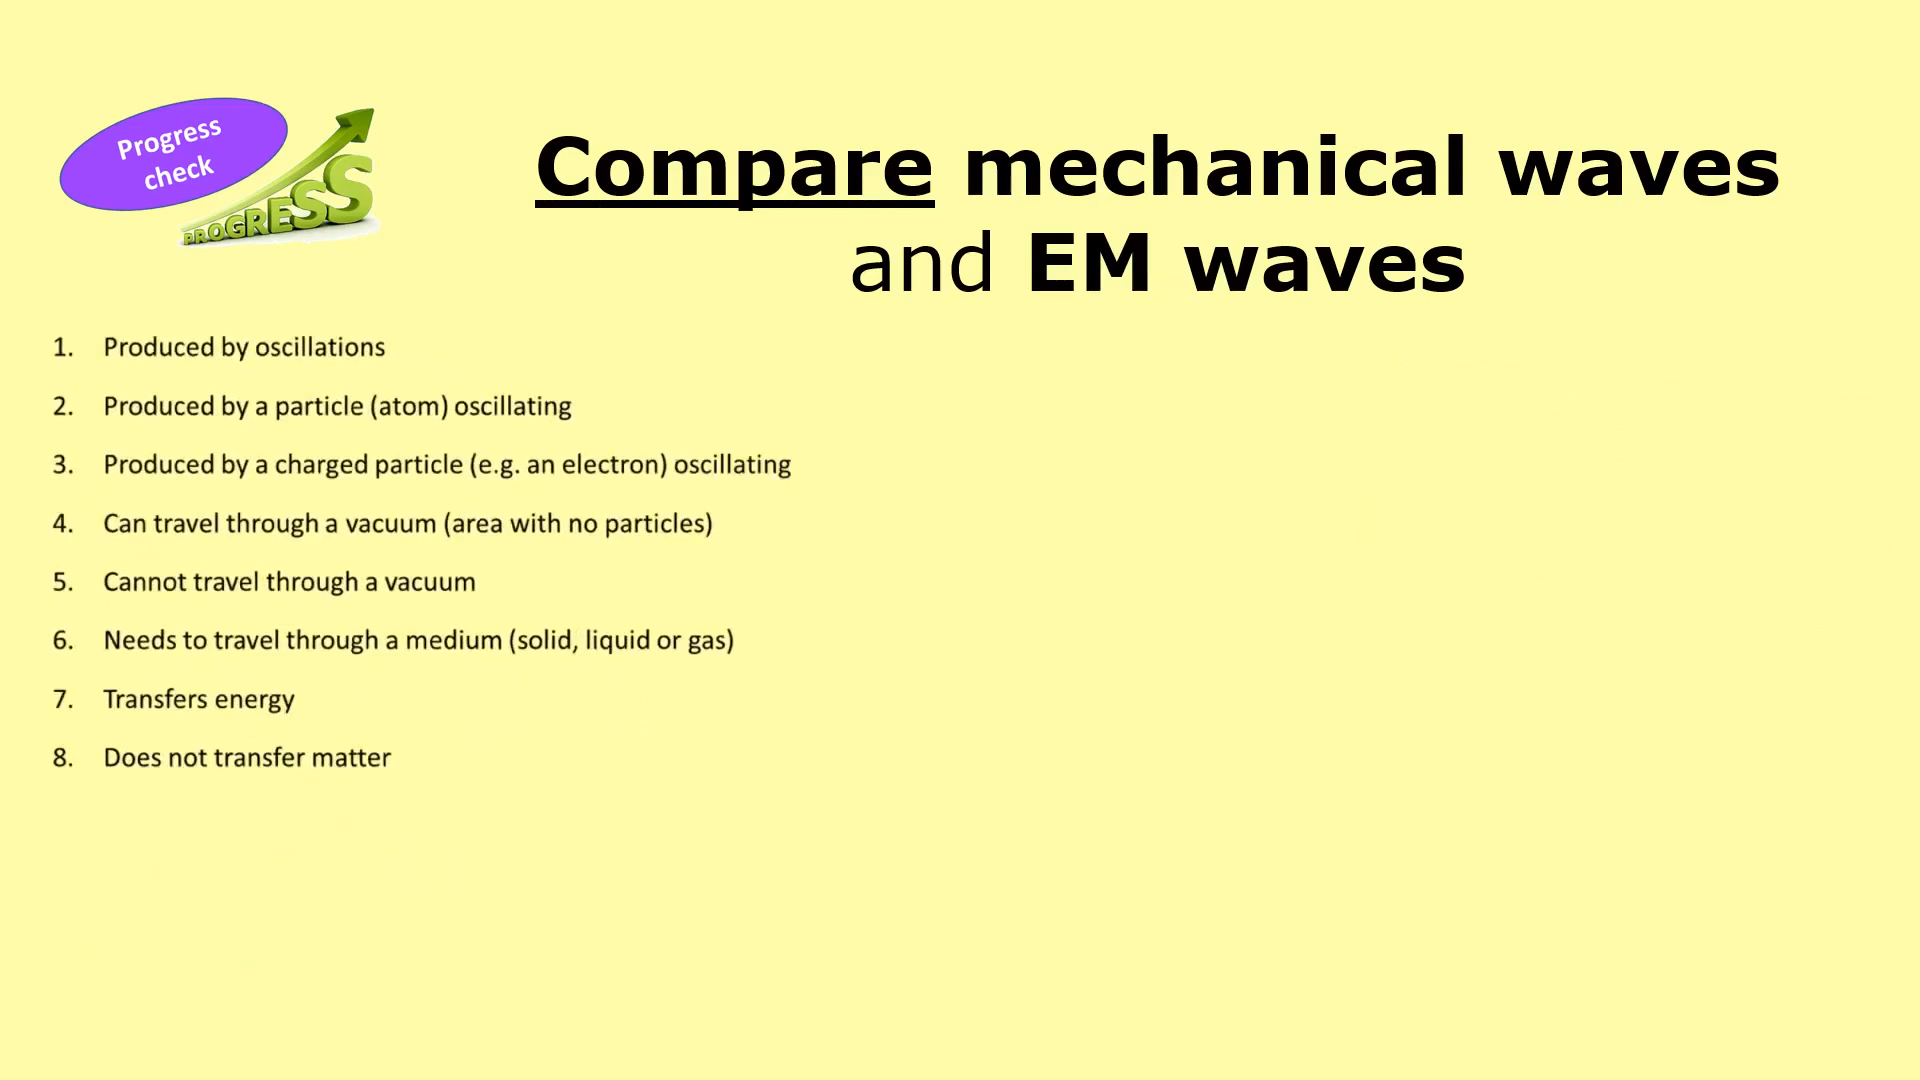 Progress
check
PROGRESS
Compare mechanical waves
and EM waves
1. Produced by oscillations
2. Produced by a particle (atom) oscillating
3. Produced by a charged particle (e.g. an electron) oscillating
4. Can travel through a vacuum (area with no particles)
5. Cannot travel through a vacuum
6. Needs to travel through a medium (solid, liquid or gas)
7. Transfers energy
8. Does not transfer matter